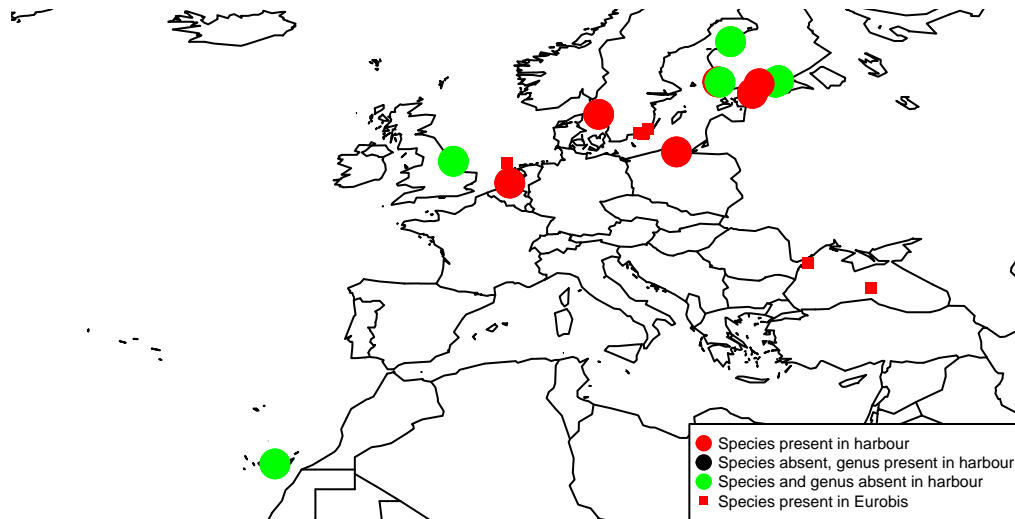 Species present in harbour
Species absent, genus present in harbour
Species and genus absent in harbour
Species present in Eurobis